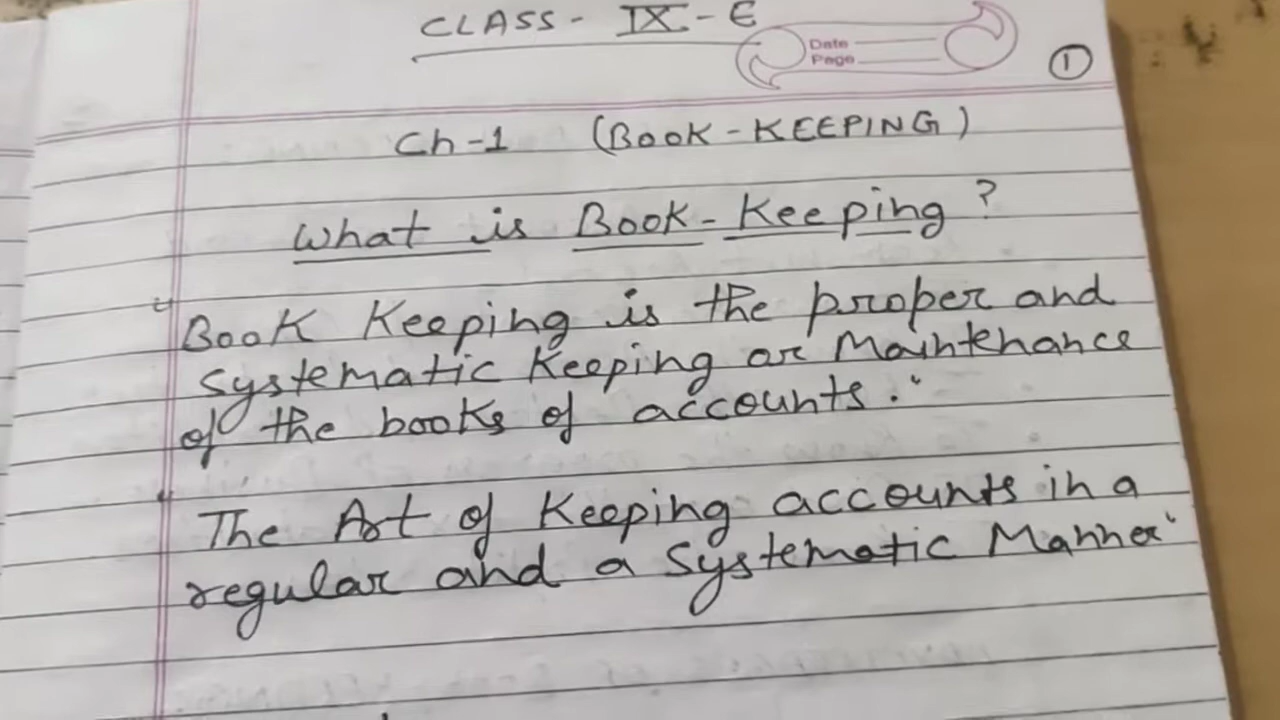 CLASS - IX - E
Date
Page
1
Ch-1 (BOOK-KEEPING)
What is Book-Keeping?
"Book Keeping is the proper and
systematic Keeping or Maintenance
of the books of accounts."
"The Art of Keeping accounts in a
regular and a systematic Manner"